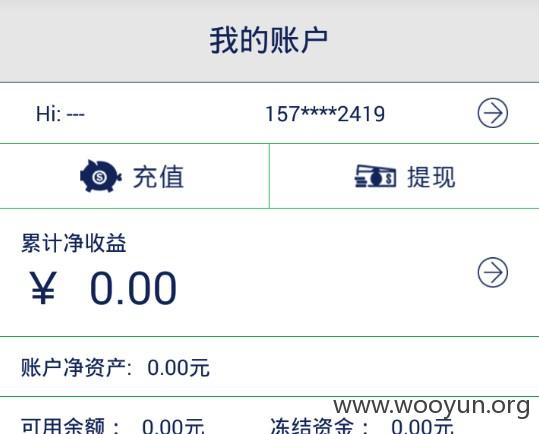 我的账户
Hi: --- 157****2419
充值 提现
累计净收益
¥ 0.00
账户净资产: 0.00元
www.wooyun.org
可用余额： 0.00元 冻结资金： 0.00元